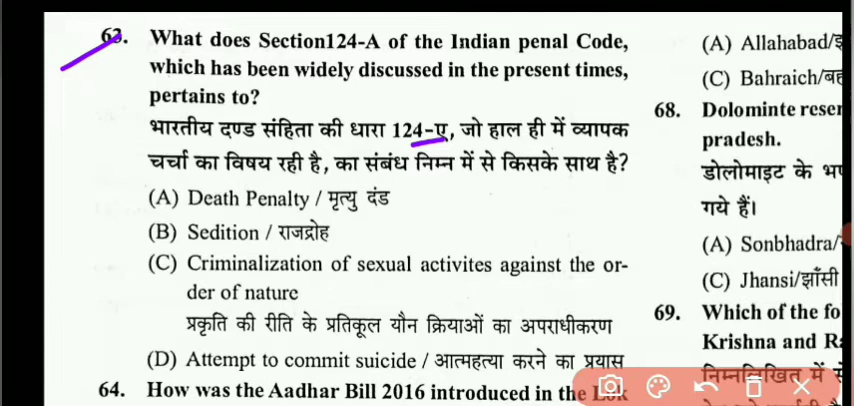 63. What does Section124-A of the Indian penal Code,
which has been widely discussed in the present times,
pertains to?
भारतीय दण्ड संहिता की धारा 124-ए, जो हाल ही में व्यापक
चर्चा का विषय रही है, का संबंध निम्न में से किसके साथ है?
(A) Death Penalty / मृत्यु दंड
(B) Sedition / राजद्रोह
(C) Criminalization of sexual activites against the or-
der of nature
प्रकृति की रीति के प्रतिकूल यौन क्रियाओं का अपराधीकरण
(D) Attempt to commit suicide / आत्महत्या करने का प्रयास
64. How was the Aadhar Bill 2016 introduced in the Lok
(A) Allahabad/
(C) Bahraich/
68. Dolominte
pradesh.
डोलोमाइट के
गये हैं।
(A) Sonbhadra/
(C) Jhansi/झाँसी
69. Which of the
Krishna and
निम्नलिखित में